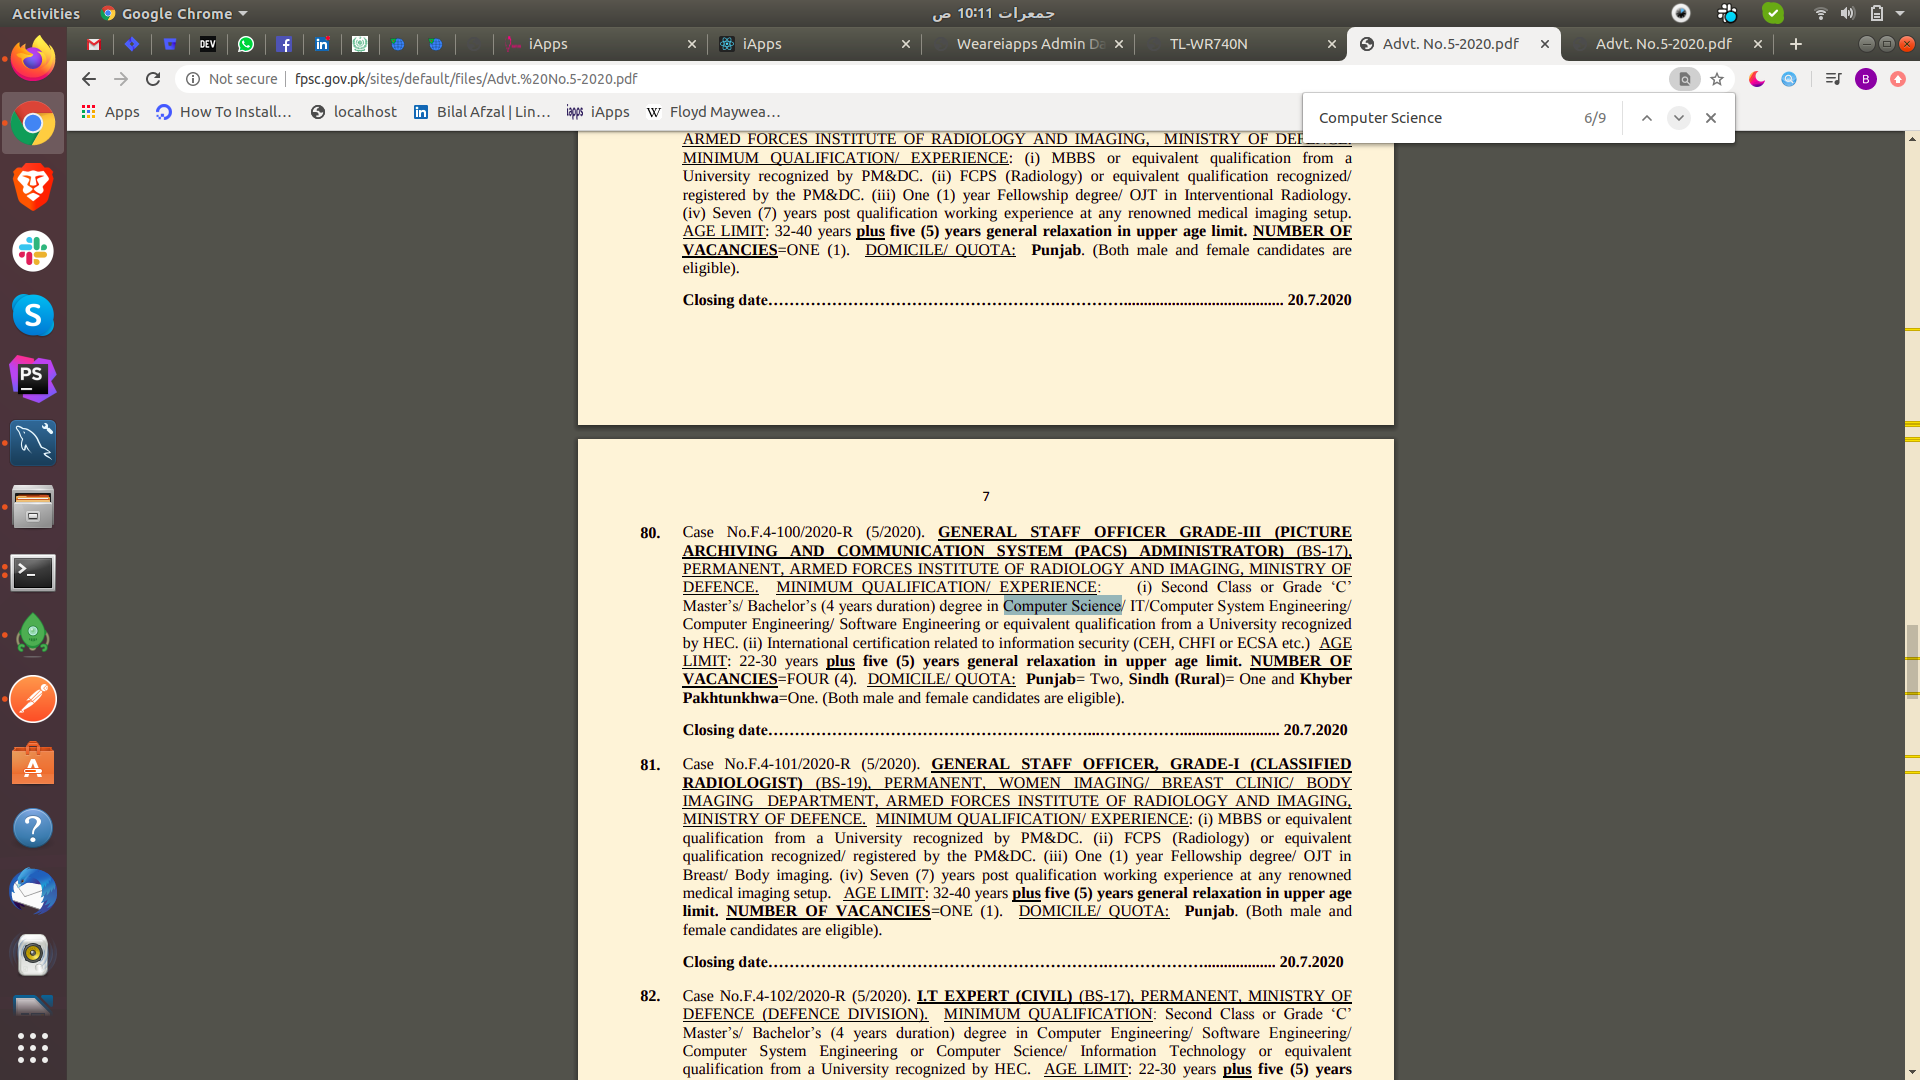 Activities
Google Chrome
جمعرات 10:11 ص
iApps
iApps
Weareiapps Admin Da
TL-WR740N
Advt. No.5-2020.pdf
Advt. No.5-2020.pdf
DEV
Not secure
fpsc.gov.pk/sites/default/files/Advt.%20No.5-2020.pdf
B
Apps
How To Install...
localhost
Bilal Afzal | Lin...
iApps
Floyd Maywea...
Computer Science
6/9
PS
ARMED FORCES INSTITUTE OF RADIOLOGY AND IMAGING, MINISTRY OF
MINIMUM QUALIFICATION/ EXPERIENCE: (i) MBBS or equivalent qualification from a
University recognized by PM&DC. (ii) FCPS (Radiology) or equivalent qualification recognized/
registered by the PM&DC. (iii) One (1) year Fellowship degree/ OJT in Interventional Radiology.
(iv) Seven (7) years post qualification working experience at any renowned medical imaging setup.
AGE LIMIT: 32-40 years plus five (5) years general relaxation in upper age limit. NUMBER OF
VACANCIES=ONE (1). DOMICILE/ QUOTA: Punjab. (Both male and female candidates are
eligible).
Closing date……………………………………………….…………........................................ 20.7.2020
7
80. Case No.F.4-100/2020-R (5/2020). GENERAL STAFF OFFICER GRADE-III (PICTURE
ARCHIVING AND COMMUNICATION SYSTEM (PACS) ADMINISTRATOR) (BS-17),
PERMANENT, ARMED FORCES INSTITUTE OF RADIOLOGY AND IMAGING, MINISTRY OF
DEFENCE. MINIMUM QUALIFICATION/ EXPERIENCE: (i) Second Class or Grade ‘C’
Master’s/ Bachelor’s (4 years duration) degree in Computer Science/ IT/Computer System Engineering/
Computer Engineering/ Software Engineering or equivalent qualification from a University recognized
by HEC. (ii) International certification related to information security (CEH, CHFI or ECSA etc.) AGE
LIMIT: 22-30 years plus five (5) years general relaxation in upper age limit. NUMBER OF
VACANCIES=FOUR (4). DOMICILE/ QUOTA: Punjab= Two, Sindh (Rural)= One and Khyber
Pakhtunkhwa=One. (Both male and female candidates are eligible).
Closing date……………………………………………………...……………......................... 20.7.2020
81. Case No.F.4-101/2020-R (5/2020). GENERAL STAFF OFFICER, GRADE-I (CLASSIFIED
RADIOLOGIST) (BS-19), PERMANENT, WOMEN IMAGING/ BREAST CLINIC/ BODY
IMAGING DEPARTMENT, ARMED FORCES INSTITUTE OF RADIOLOGY AND IMAGING,
MINISTRY OF DEFENCE. MINIMUM QUALIFICATION/ EXPERIENCE: (i) MBBS or equivalent
qualification from a University recognized by PM&DC. (ii) FCPS (Radiology) or equivalent
qualification recognized/ registered by the PM&DC. (iii) One (1) year Fellowship degree/ OJT in
Breast/ Body imaging. (iv) Seven (7) years post qualification working experience at any renowned
medical imaging setup. AGE LIMIT: 32-40 years plus five (5) years general relaxation in upper age
limit. NUMBER OF VACANCIES=ONE (1). DOMICILE/ QUOTA: Punjab. (Both male and
female candidates are eligible).
Closing date……………………………………………………….………………….................. 20.7.2020
82. Case No.F.4-102/2020-R (5/2020). I.T EXPERT (CIVIL) (BS-17), PERMANENT, MINISTRY OF
DEFENCE (DEFENCE DIVISION). MINIMUM QUALIFICATION: Second Class or Grade ‘C’
Master’s/ Bachelor’s (4 years duration) degree in Computer Engineering/ Software Engineering/
Computer System Engineering or Computer Science/ Information Technology or equivalent
qualification from a University recognized by HEC. AGE LIMIT: 22-30 years plus five (5) years